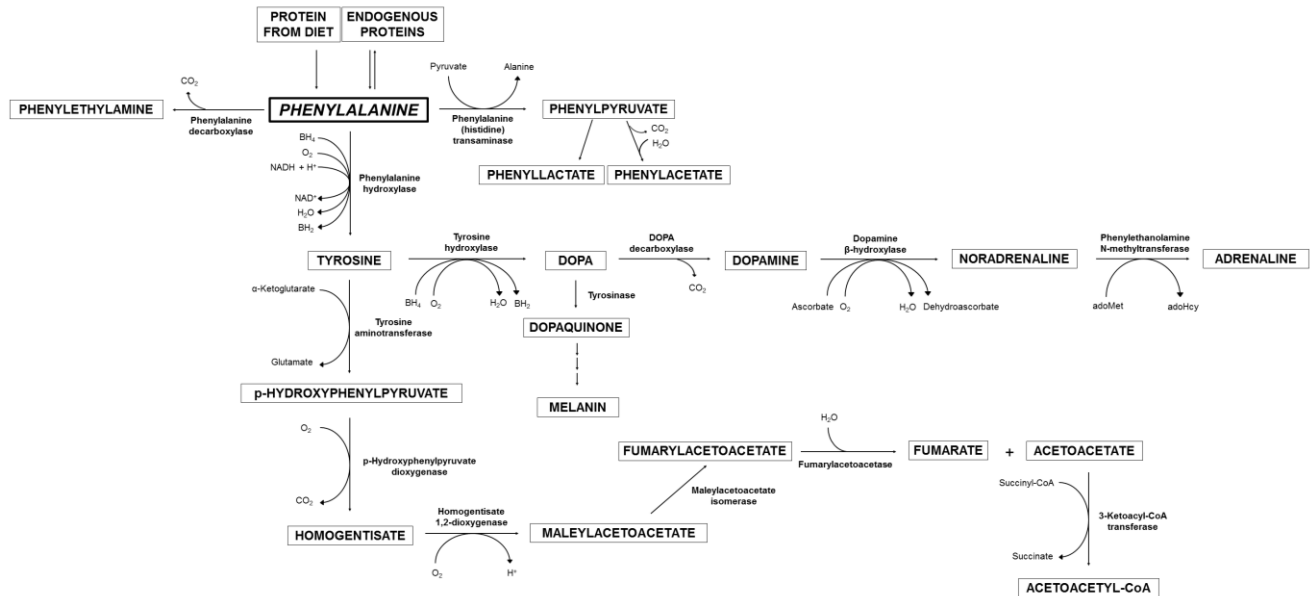 PROTEIN
FROM DIET
ENDOGENOUS
PROTEINS
Pyruvate
Alanine
CO₂
PHENYLETHYLAMINE
PHENYLALANINE
PHENYLPYRUVATE
Phenylalanine
decarboxylase
Phenylalanine
(histidine)
transaminase
BH₄
O₂
NADH + H⁺
CO₂
H₂O
Phenylalanine
hydroxylase
PHENYLLACTATE
PHENYLACETATE
NAD⁺
H₂O
BH₂
Tyrosine
hydroxylase
DOPA
decarboxylase
Dopamine
β-hydroxylase
Phenylethanolamine
N-methyltransferase
TYROSINE
DOPA
DOPAMINE
NORADRENALINE
ADRENALINE
α-Ketoglutarate
BH₄
O₂
H₂O
BH₂
CO₂
Ascorbate
O₂
H₂O
Dehydroascorbate
adoMet
adoHcy
Tyrosinase
Tyrosine
aminotransferase
DOPAQUINONE
Glutamate
p-HYDROXYPHENYLPYRUVATE
MELANIN
O₂
H₂O
p-Hydroxyphenylpyruvate
dioxygenase
FUMARYLACETOACETATE
FUMARATE
+
ACETOACETATE
Fumarylacetoacetase
CO₂
Maleylacetoacetate
isomerase
Succinyl-CoA
Homogentisate
1,2-dioxygenase
3-Ketoacyl-CoA
transferase
HOMOGENTISATE
MALEYLACETOACETATE
O₂
H⁺
Succinate
ACETOACETYL-CoA